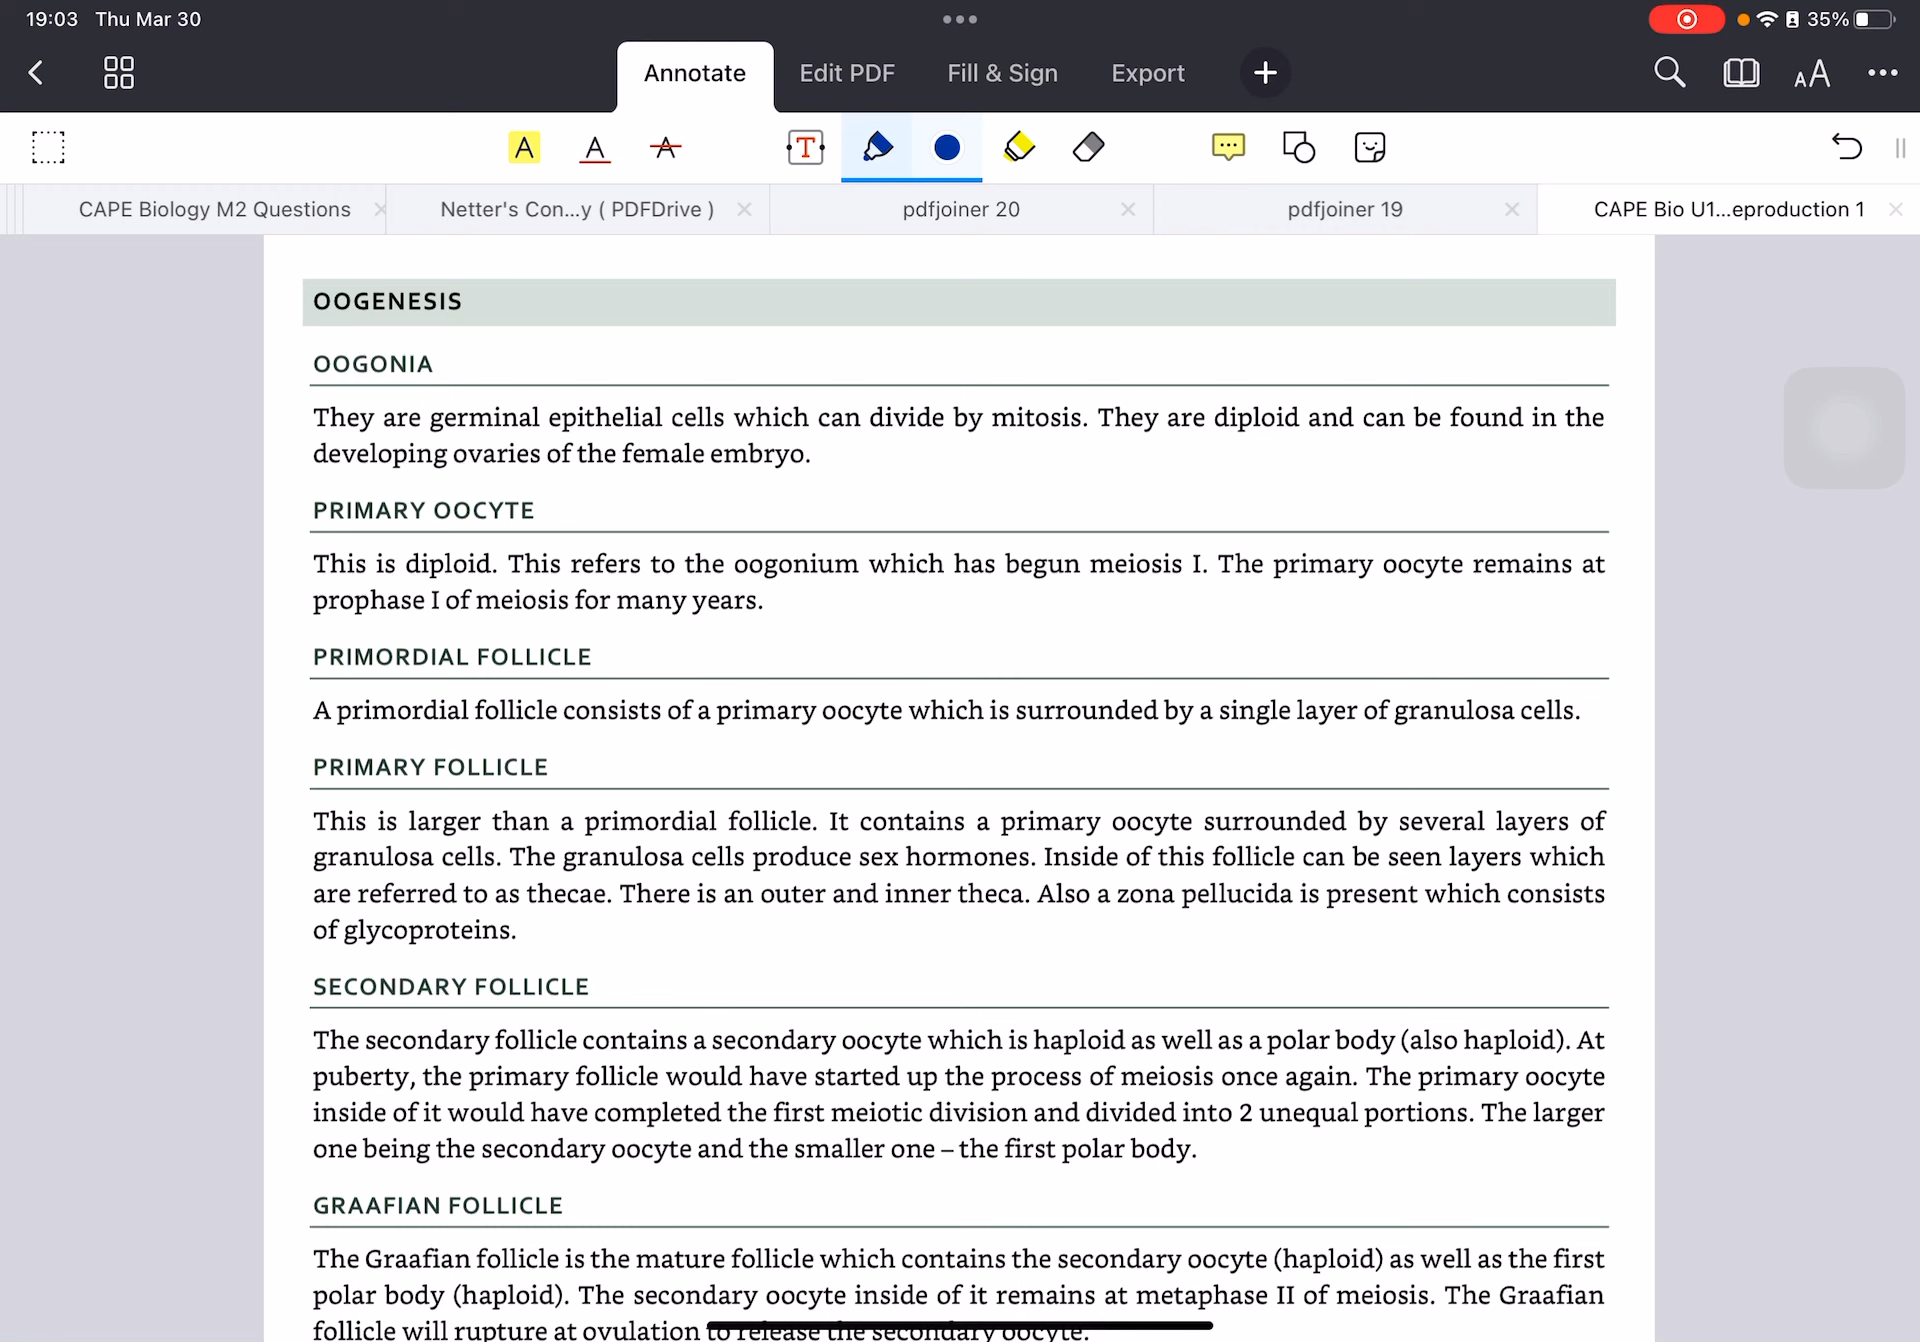 19:03 Thu Mar 30
35%
Annotate Edit PDF Fill & Sign Export
AA
A A A T
CAPE Biology M2 Questions Netter's Con...y ( PDFDrive ) pdfjoiner 20 pdfjoiner 19 CAPE Bio U1...eproduction 1
OOGENESIS
OOGONIA
They are germinal epithelial cells which can divide by mitosis. They are diploid and can be found in the
developing ovaries of the female embryo.
PRIMARY OOCYTE
This is diploid. This refers to the oogonium which has begun meiosis I. The primary oocyte remains at
prophase I of meiosis for many years.
PRIMORDIAL FOLLICLE
A primordial follicle consists of a primary oocyte which is surrounded by a single layer of granulosa cells.
PRIMARY FOLLICLE
This is larger than a primordial follicle. It contains a primary oocyte surrounded by several layers of
granulosa cells. The granulosa cells produce sex hormones. Inside of this follicle can be seen layers which
are referred to as thecae. There is an outer and inner theca. Also a zona pellucida is present which consists
of glycoproteins.
SECONDARY FOLLICLE
The secondary follicle contains a secondary oocyte which is haploid as well as a polar body (also haploid). At
puberty, the primary follicle would have started up the process of meiosis once again. The primary oocyte
inside of it would have completed the first meiotic division and divided into 2 unequal portions. The larger
one being the secondary oocyte and the smaller one – the first polar body.
GRAAFIAN FOLLICLE
The Graafian follicle is the mature follicle which contains the secondary oocyte (haploid) as well as the first
polar body (haploid). The secondary oocyte inside of it remains at metaphase II of meiosis. The Graafian
follicle will rupture at ovulation to release the secondary oocyte.